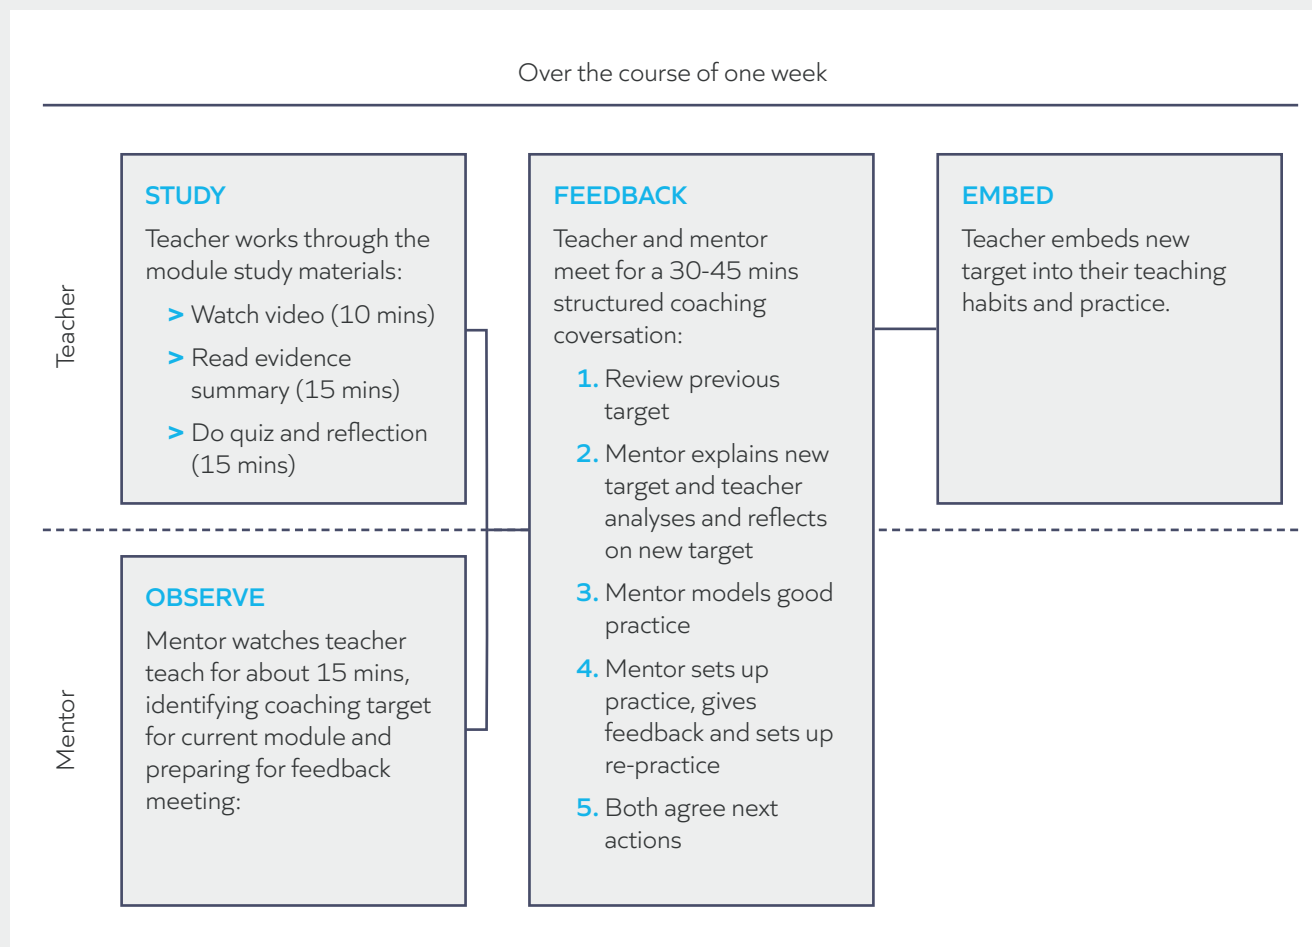 Over the course of one week
Teacher
STUDY
Teacher works through the
module study materials:
> Watch video (10 mins)
> Read evidence
summary (15 mins)
> Do quiz and reflection
(15 mins)
Mentor
OBSERVE
Mentor watches teacher
teach for about 15 mins,
identifying coaching target
for current module and
preparing for feedback
meeting:
FEEDBACK
Teacher and mentor
meet for a 30-45 mins
structured coaching
coversation:
1. Review previous
target
2. Mentor explains new
target and teacher
analyses and reflects
on new target
3. Mentor models good
practice
4. Mentor sets up
practice, gives
feedback and sets up
re-practice
5. Both agree next
actions
EMBED
Teacher embeds new
target into their teaching
habits and practice.